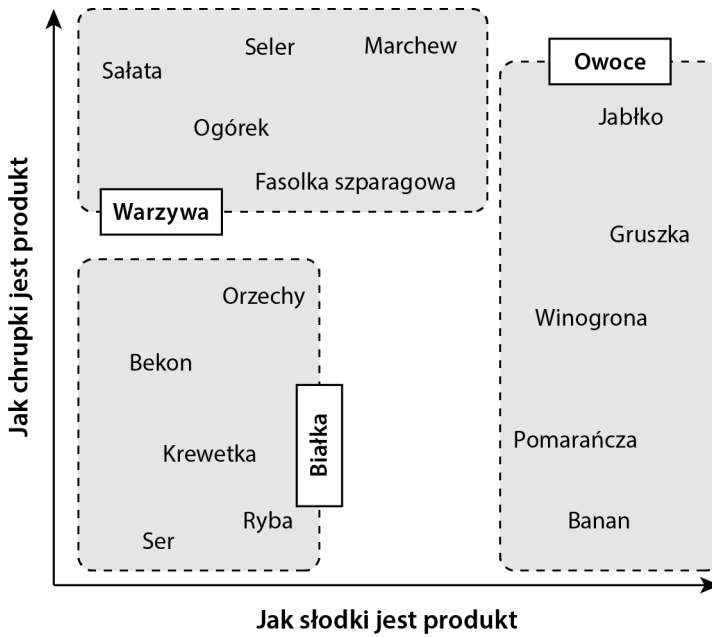 Jak chrupki jest produkt
Sałata
Seler
Marchew
Ogórek
Fasolka szparagowa
Warzywa
Owoce
Jabłko
Gruszka
Winogrona
Pomarańcza
Banan
Orzechy
Bekon
Krewetka
Białka
Ryba
Ser
Jak słodki jest produkt